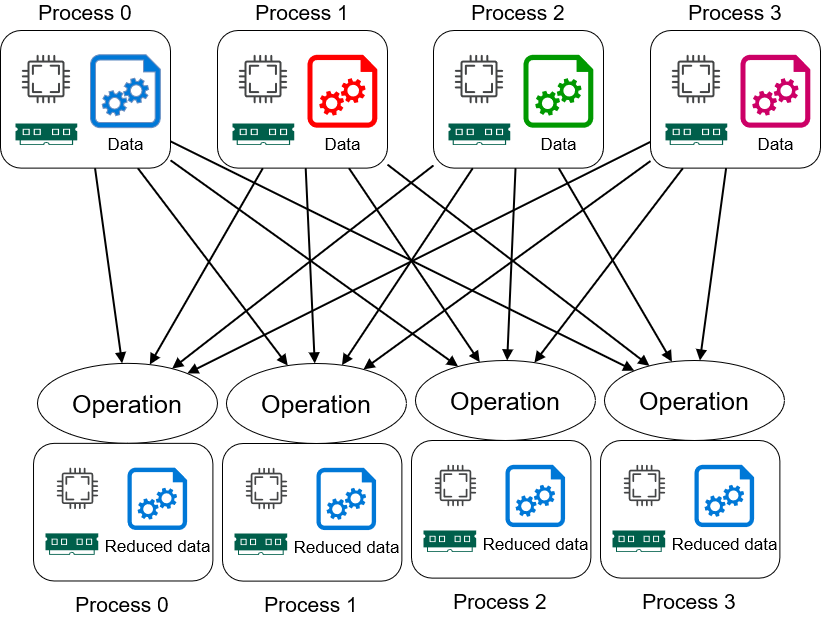 Process 0
Process 1
Process 2
Process 3
Data
Data
Data
Data
Operation
Operation
Operation
Operation
Reduced data
Reduced data
Reduced data
Reduced data
Process 0
Process 1
Process 2
Process 3